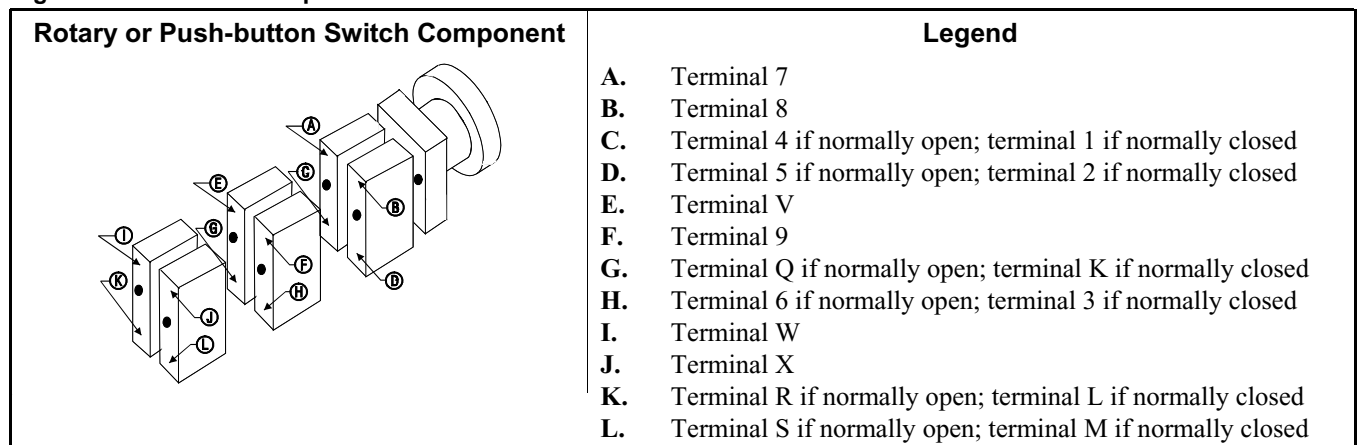 Rotary or Push-button Switch Component
Legend
A
C
E
B
G
I
F
K
D
H
J
L
A. Terminal 7
B. Terminal 8
C. Terminal 4 if normally open; terminal 1 if normally closed
D. Terminal 5 if normally open; terminal 2 if normally closed
E. Terminal V
F. Terminal 9
G. Terminal Q if normally open; terminal K if normally closed
H. Terminal 6 if normally open; terminal 3 if normally closed
I. Terminal W
J. Terminal X
K. Terminal R if normally open; terminal L if normally closed
L. Terminal S if normally open; terminal M if normally closed